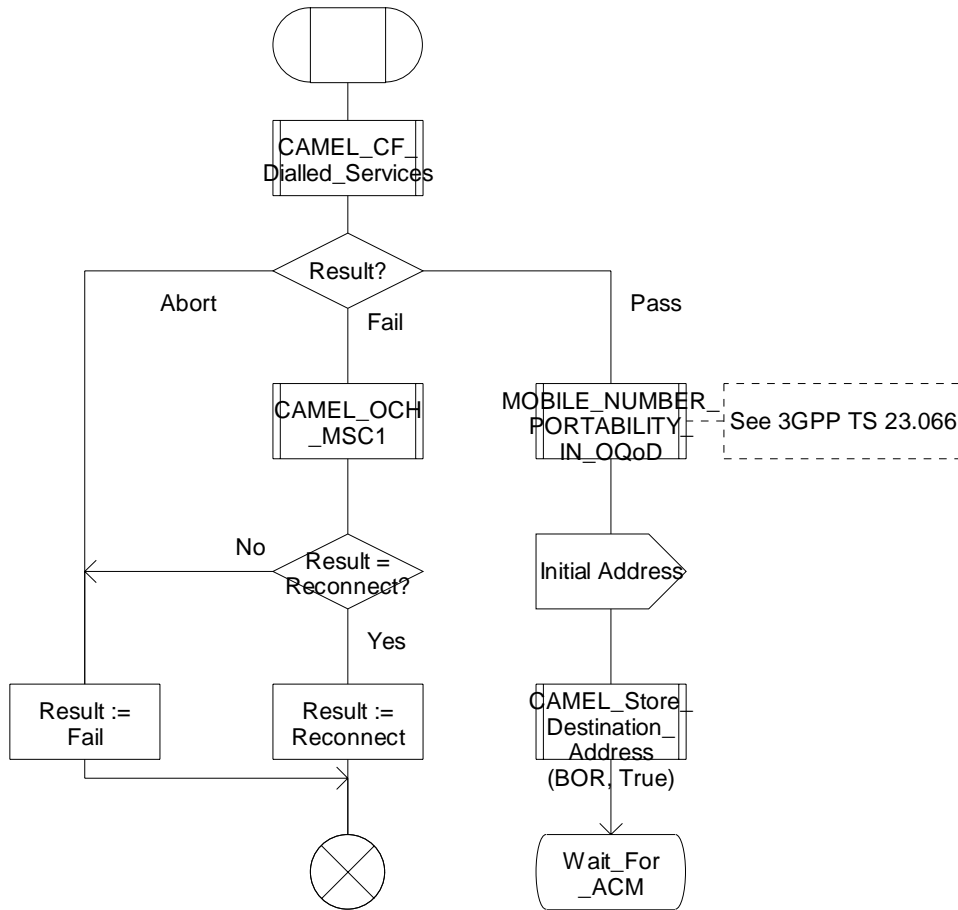 CAMEL_CF_
Dialled_Services
Result?
Abort
Fail
Pass
CAMEL_OCH
_MSC1
MOBILE_NUMBER_
PORTABILITY_
IN_OQoD
See 3GPP TS 23.066
No
Result =
Reconnect?
Initial Address
Yes
Result :=
Fail
Result :=
Reconnect
CAMEL_Store_
Destination_
Address
(BOR, True)
Wait_For
_ACM